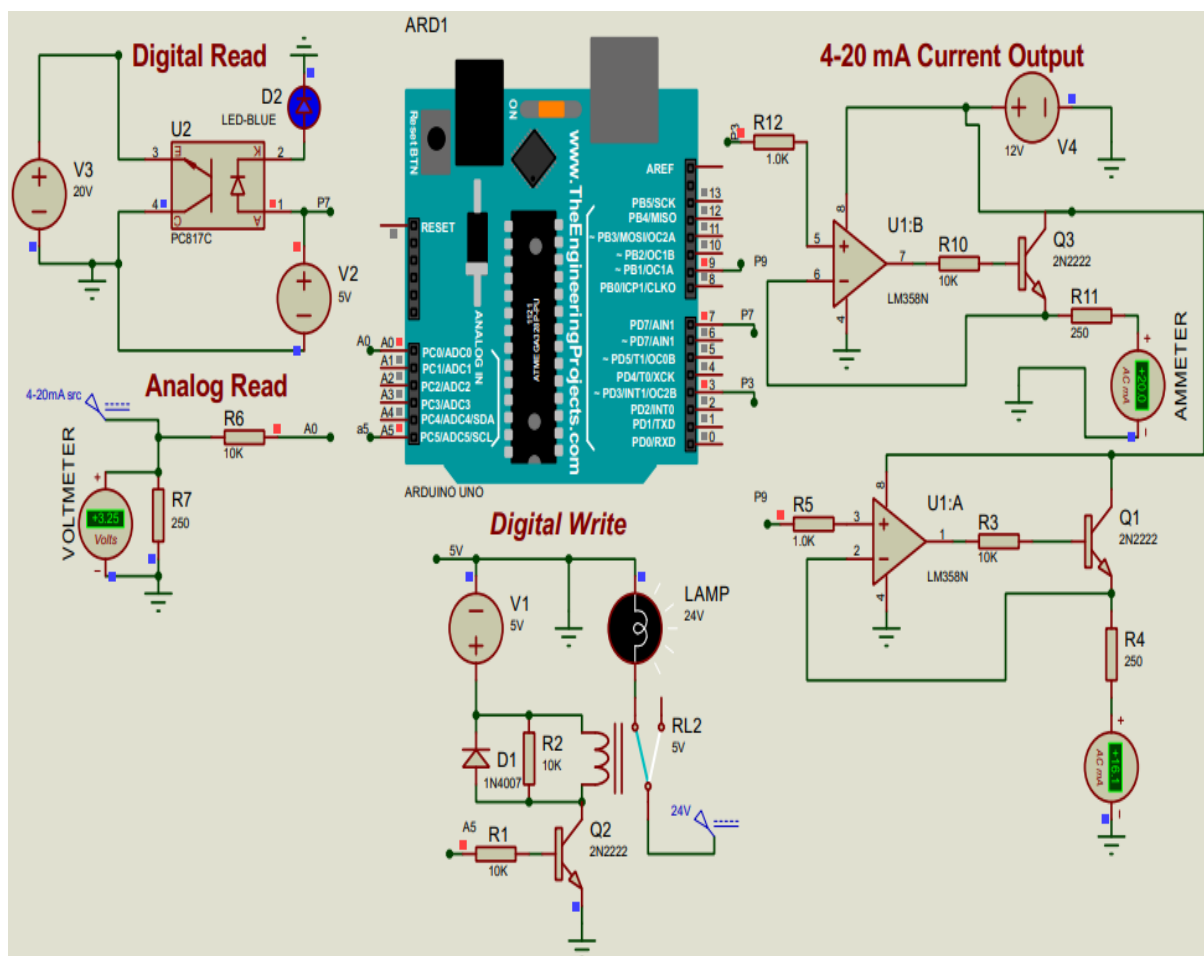 ARD1
Digital Read
D2
LED-BLUE
U2
3
E
K
2
4
C
A
1
P7
PC817C
V3
20V
V2
5V
Analog Read
4-20mA src
R6
10K
A0
R7
250
VOLTMETER
+3.25
Volts
+
−
Reset BTN
ON
www.TheEngineeringProjects.com
ANALOG IN
RESET
AREF
PB5/SCK
13
PB4/MISO
12
~ PB3/MOSI/OC2A
11
~ PB2/OC1B
10
~ PB1/OC1A
9
P9
PB0/ICP1/CLKO
8
PD7/AIN1
7
P7
~ PD7/AIN1
6
~ PD5/T1/OC0B
5
PD4/T0/XCK
4
~ PD3/INT1/OC2B
3
P3
PD2/INT0
2
PD1/TXD
1
PD0/RXD
0
A0
A0
PC0/ADC0
A1
PC1/ADC1
A2
PC2/ADC2
A3
PC3/ADC3
A4
PC4/ADC4/SDA
a5
A5
PC5/ADC5/SCL
1121
ARDUINO UNO
4-20 mA Current Output
P3
R12
1.0K
12V
V4
+
−
8
5
+
6
−
7
4
U1:B
LM358N
R10
10K
Q3
2N2222
R11
250
+20.0
AC mA
+
−
AMMETER
P9
R5
1.0K
8
3
+
2
−
1
4
U1:A
LM358N
R3
10K
Q1
2N2222
R4
250
+16.1
AC mA
+
−
Digital Write
5V
V1
5V
LAMP
24V
D1
1N4007
R2
10K
RL2
5V
24V
A5
R1
10K
Q2
2N2222